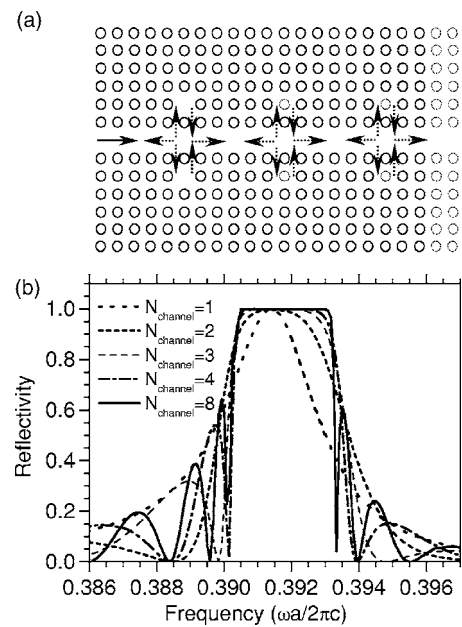 (a)
(b)
1.0
0.8
0.6
0.4
0.2
0.0
Reflectivity
N_channel=1
N_channel=2
N_channel=3
N_channel=4
N_channel=8
0.386 0.388 0.390 0.392 0.394 0.396
Frequency (ωa/2πc)